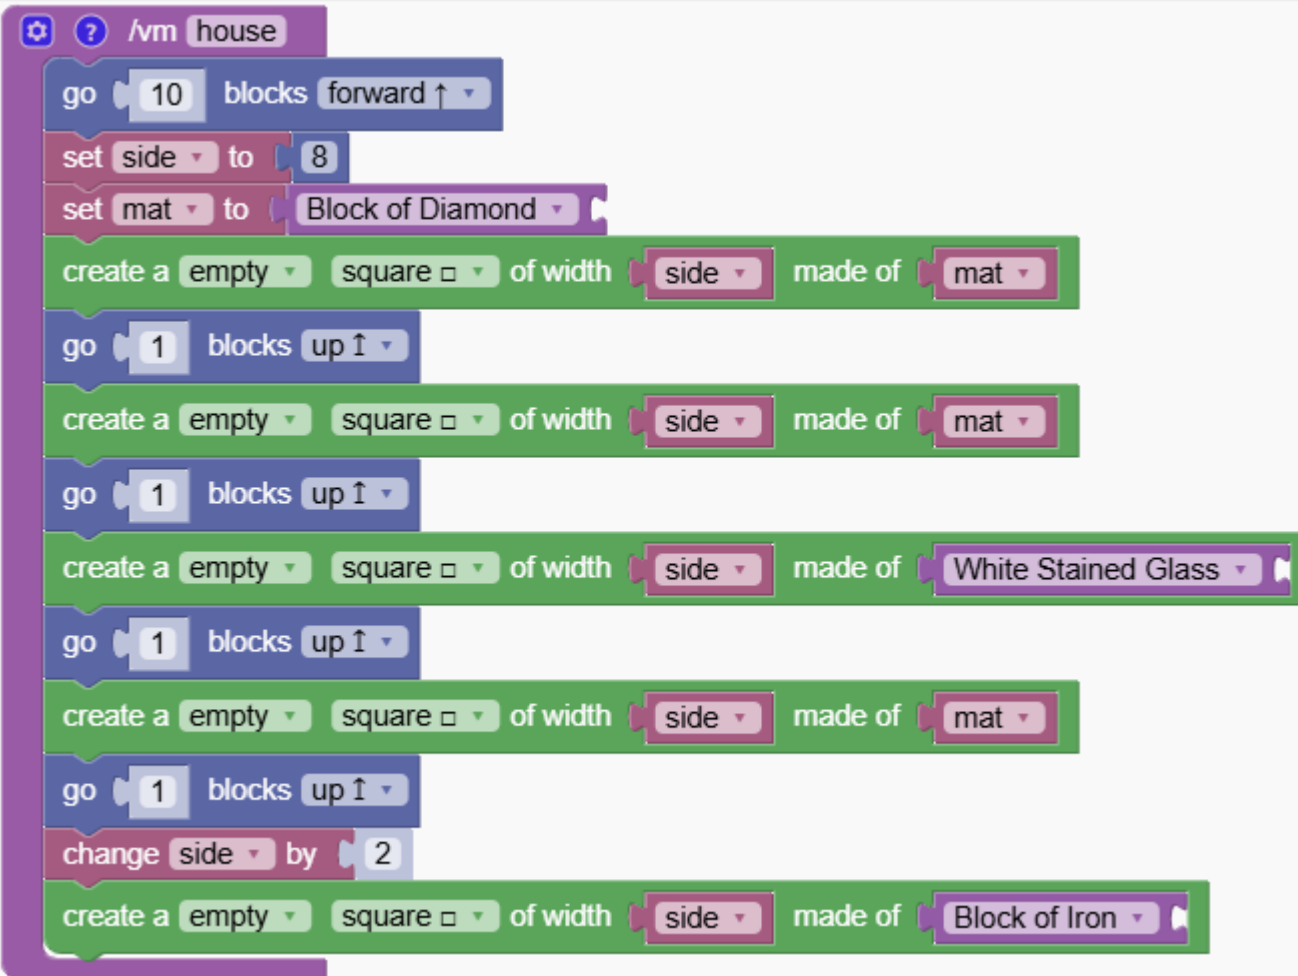 ? /vm house
go 10 blocks forward ↑
set side to 8
set mat to Block of Diamond
create a empty square □ of width side made of mat
go 1 blocks up ↥
create a empty square □ of width side made of mat
go 1 blocks up ↥
create a empty square □ of width side made of White Stained Glass
go 1 blocks up ↥
create a empty square □ of width side made of mat
go 1 blocks up ↥
change side by 2
create a empty square □ of width side made of Block of Iron